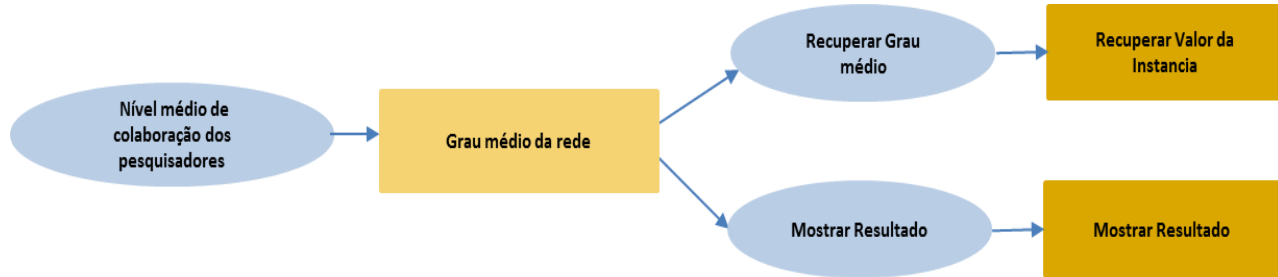 Nível médio de
colaboração dos
pesquisadores
Grau médio da rede
Recuperar Grau
médio
Recuperar Valor da
Instancia
Mostrar Resultado
Mostrar Resultado